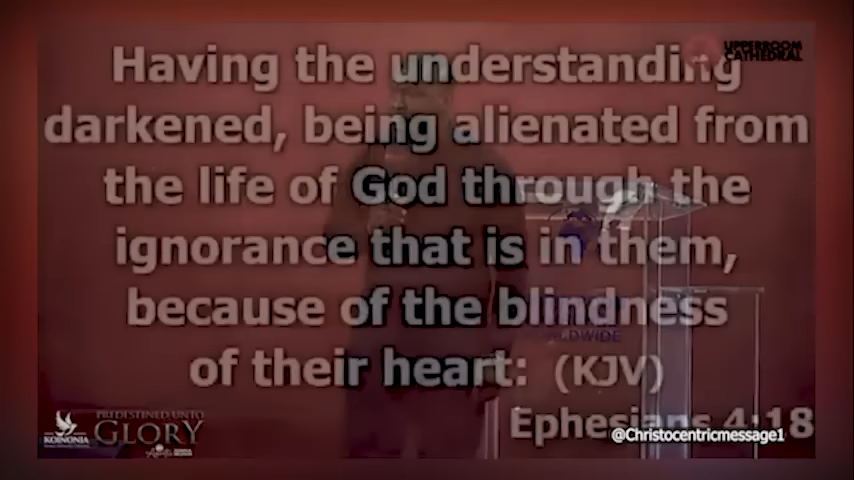 UPPERROOM
CATHEDRAL
Having the understanding
darkened, being alienated from
the life of God through the
ignorance that is in them,
because of the blindness
of their heart: (KJV)
Ephesians 4:18
@Christocentricmessage1
LDWIDE
KOINONIA
PREDESTINED UNTO
GLORY